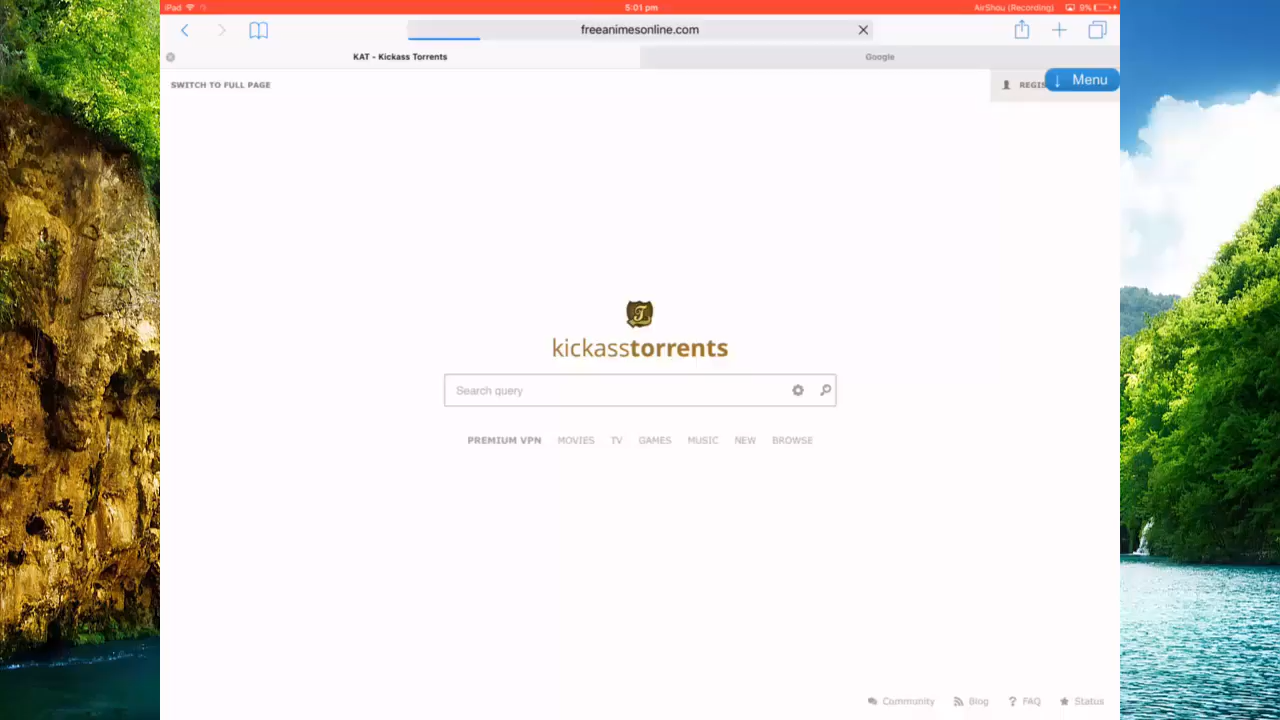 iPad
5:01 pm
AirShou (Recording)
9%
freeanimesonline.com
KAT - Kickass Torrents
Google
SWITCH TO FULL PAGE
Menu
kickasstorrents
Search query
PREMIUM VPN MOVIES TV GAMES MUSIC NEW BROWSE
Community Blog FAQ Status